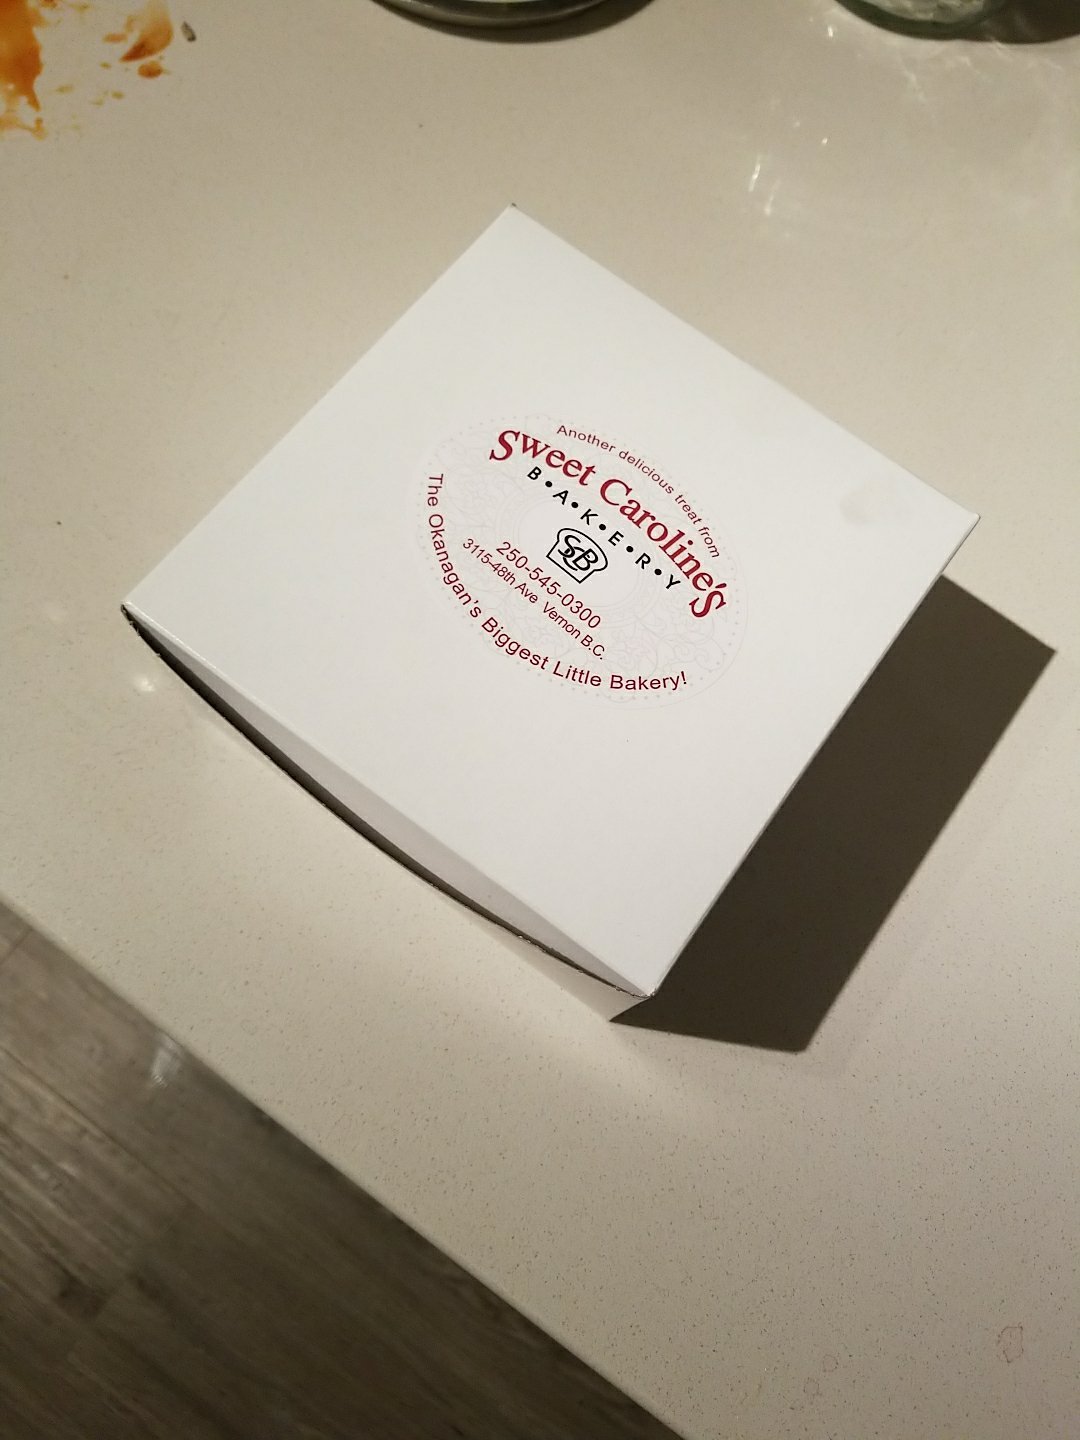 Another delicious treat from
Sweet Caroline's
B•A•K•E•R•Y
SCB
250-545-0300
3115-48th Ave Vernon B.C.
The Okanagan's Biggest Little Bakery!